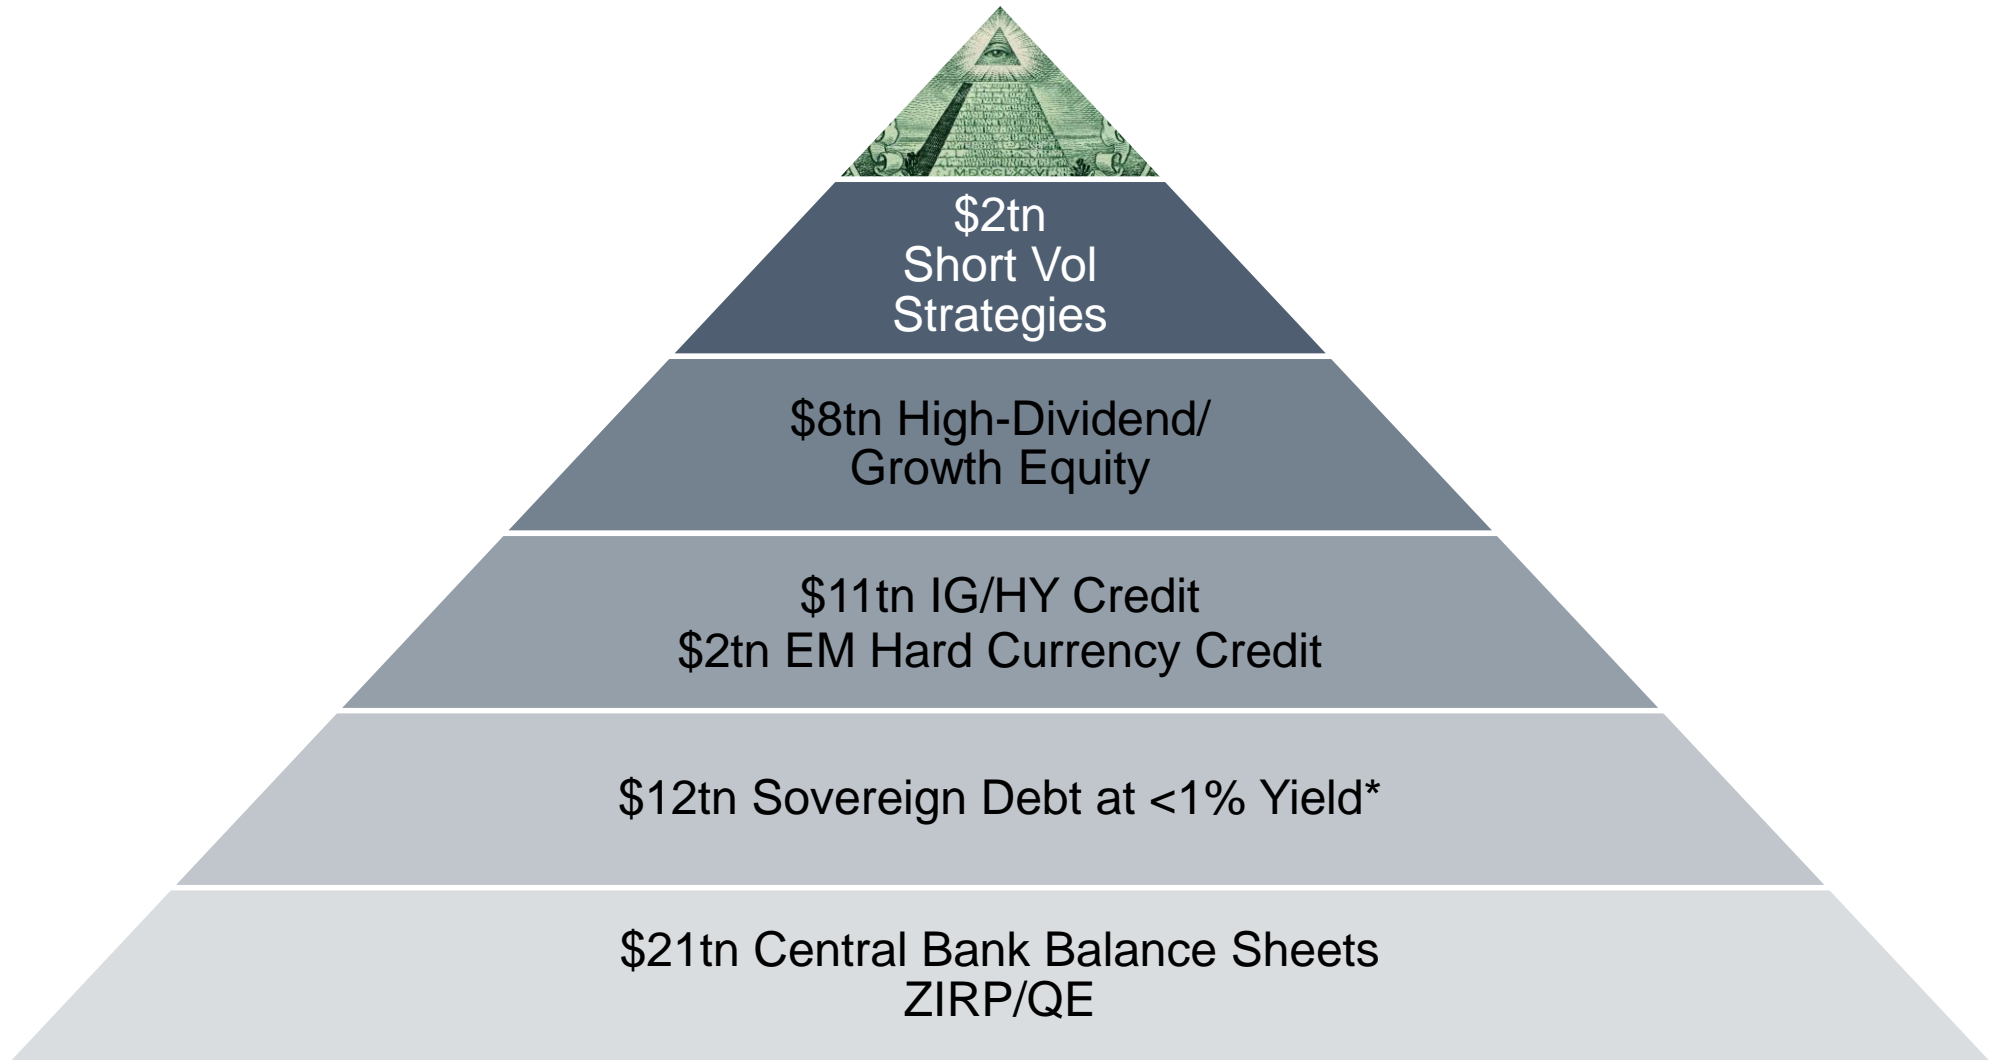 MDCCLXXVI
$2tn
Short Vol
Strategies
$8tn High-Dividend/
Growth Equity
$11tn IG/HY Credit
$2tn EM Hard Currency Credit
$12tn Sovereign Debt at <1% Yield*
$21tn Central Bank Balance Sheets
ZIRP/QE